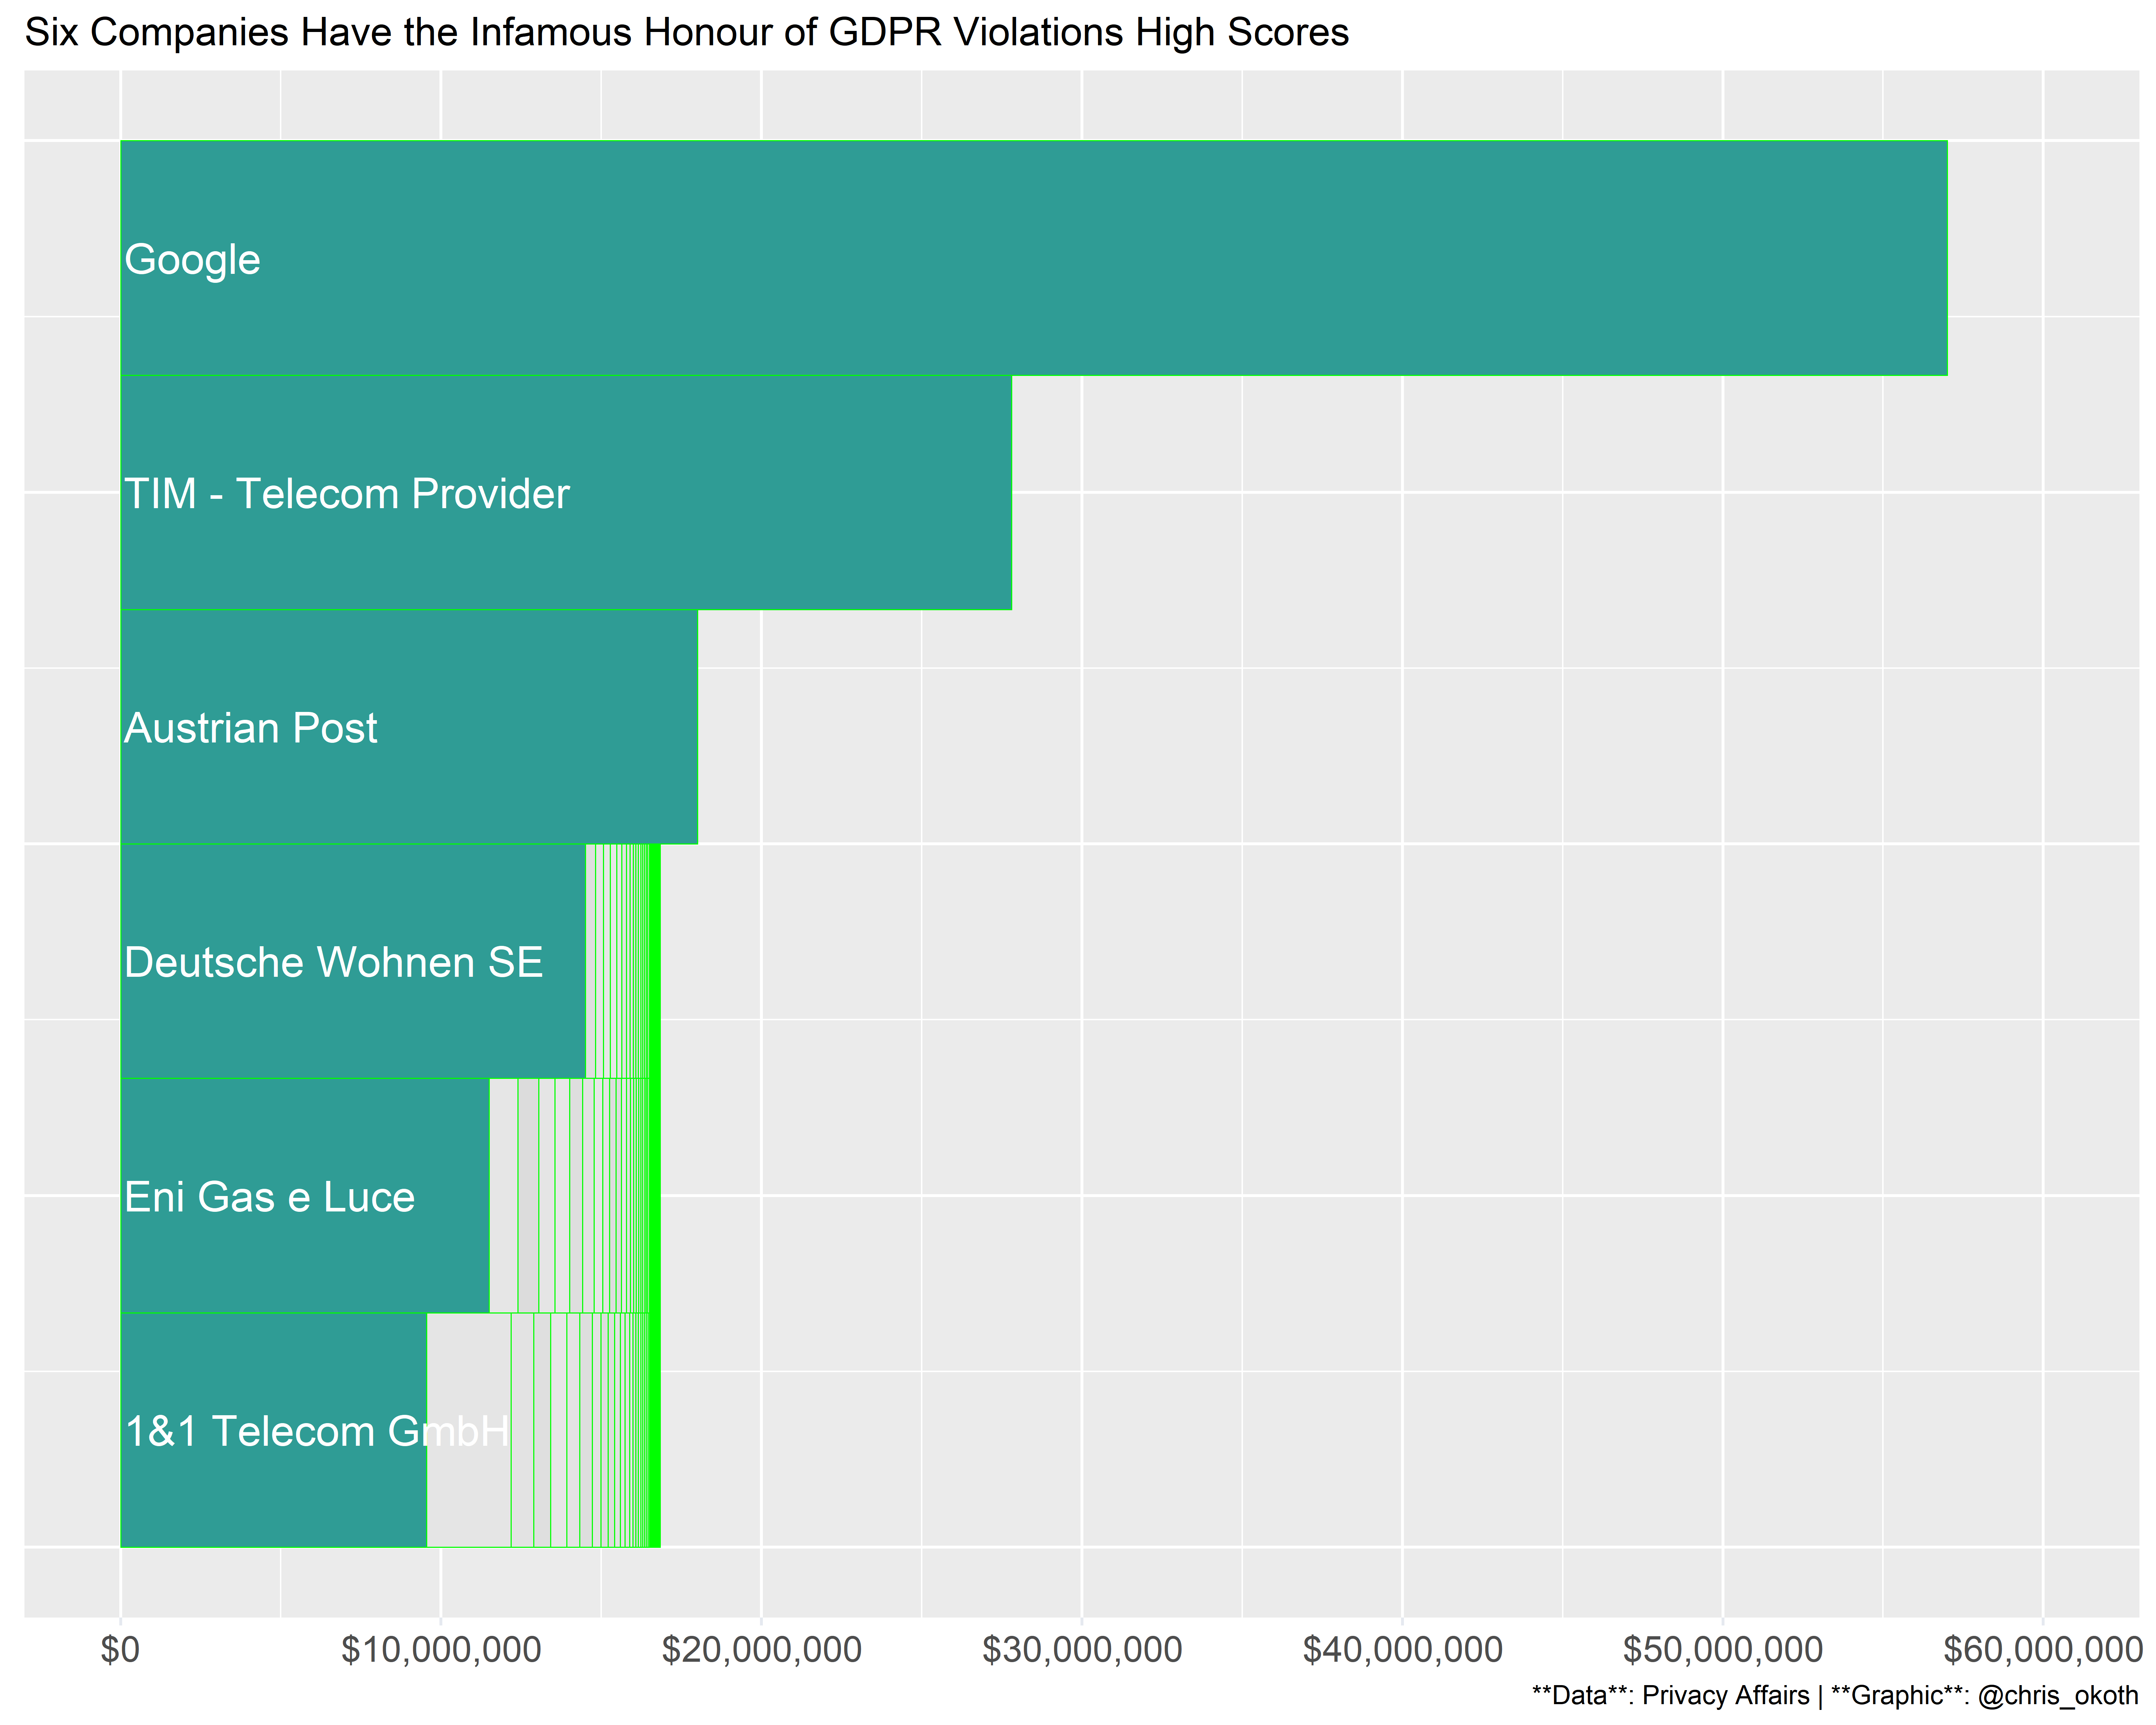 Six Companies Have the Infamous Honour of GDPR Violations High Scores
Google
TIM - Telecom Provider
Austrian Post
Deutsche Wohnen SE
Eni Gas e Luce
1&1 Telecom GmbH
$0 $10,000,000 $20,000,000 $30,000,000 $40,000,000 $50,000,000 $60,000,000
**Data**: Privacy Affairs | **Graphic**: @chris_okoth